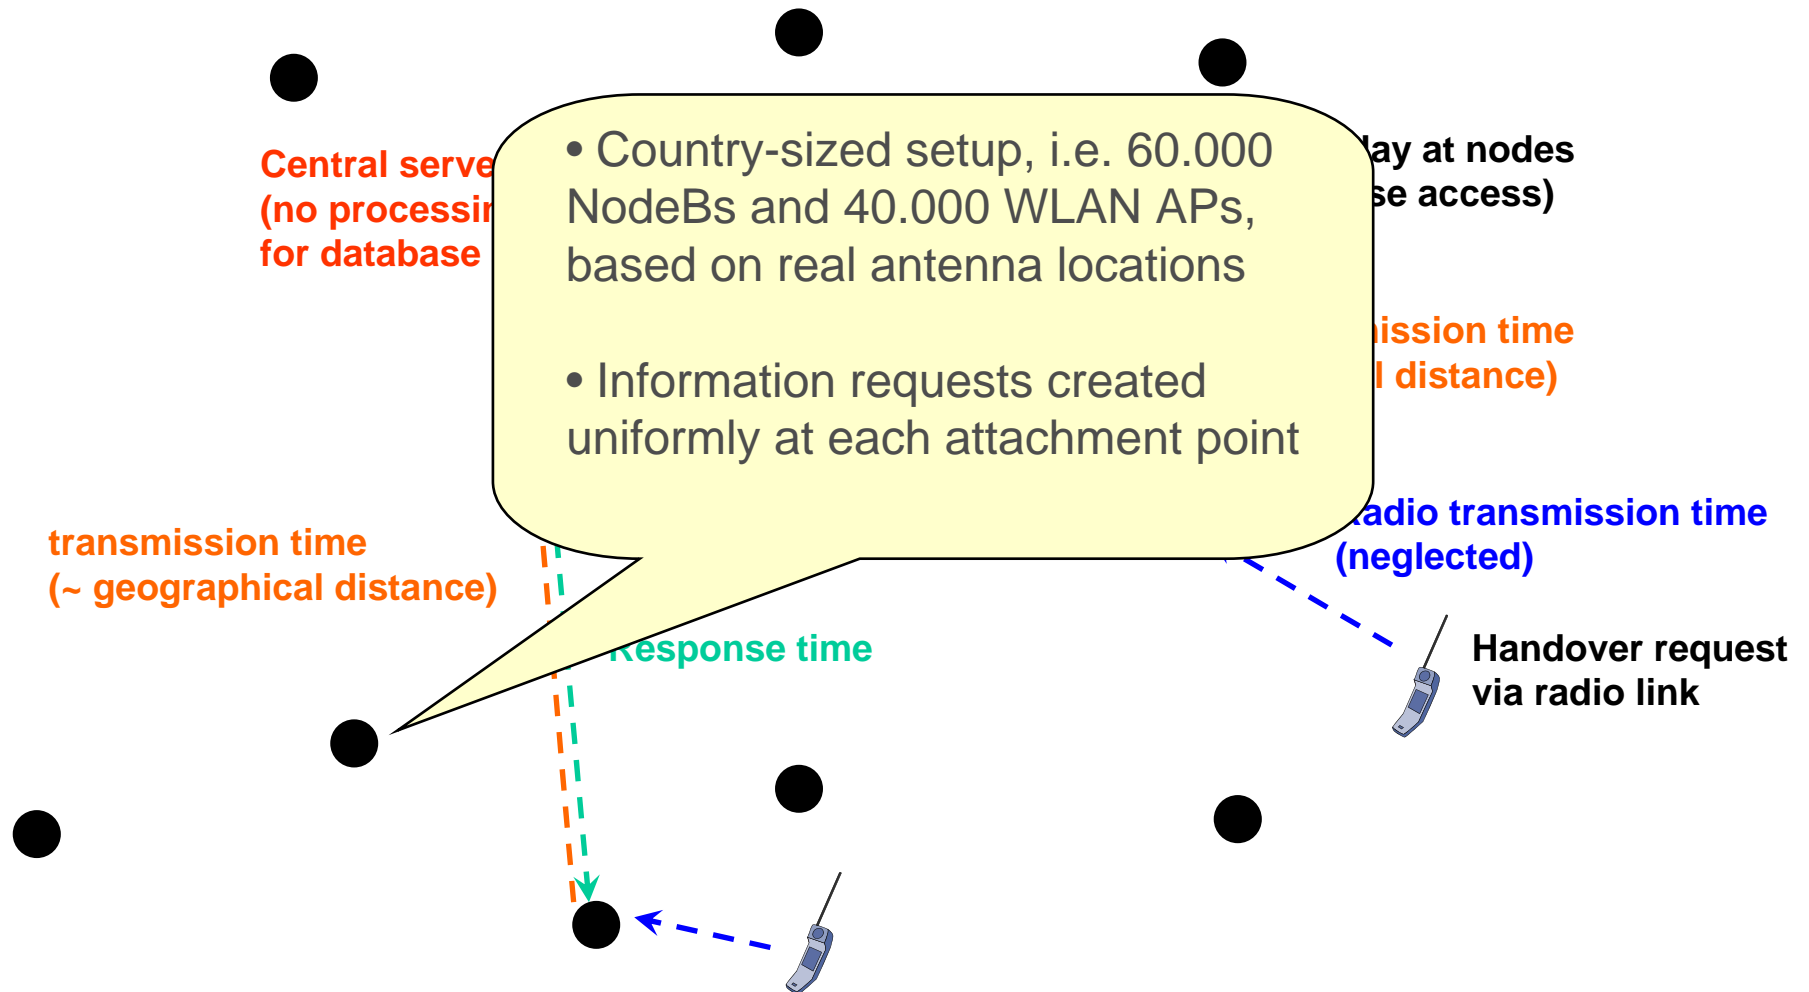 Central serve
(no processin
for database
• Country-sized setup, i.e. 60.000
NodeBs and 40.000 WLAN APs,
based on real antenna locations
• Information requests created
uniformly at each attachment point
lay at nodes
se access)
ission time
l distance)
transmission time
(~ geographical distance)
Radio transmission time
(neglected)
Response time
Handover request
via radio link